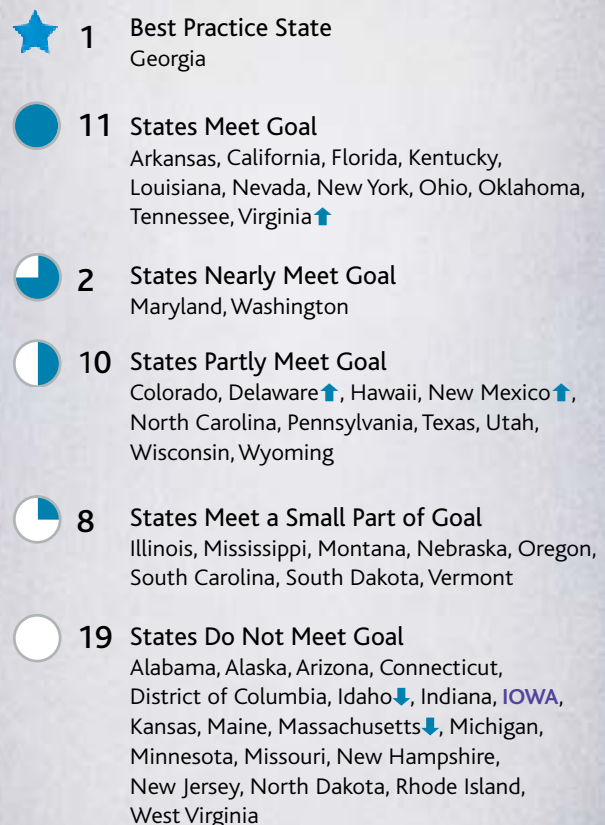 1 Best Practice State
Georgia
11 States Meet Goal
Arkansas, California, Florida, Kentucky,
Louisiana, Nevada, New York, Ohio, Oklahoma,
Tennessee, Virginia⬆
2 States Nearly Meet Goal
Maryland, Washington
10 States Partly Meet Goal
Colorado, Delaware⬆, Hawaii, New Mexico⬆,
North Carolina, Pennsylvania, Texas, Utah,
Wisconsin, Wyoming
8 States Meet a Small Part of Goal
Illinois, Mississippi, Montana, Nebraska, Oregon,
South Carolina, South Dakota, Vermont
19 States Do Not Meet Goal
Alabama, Alaska, Arizona, Connecticut,
District of Columbia, Idaho⬇, Indiana, IOWA,
Kansas, Maine, Massachusetts⬇, Michigan,
Minnesota, Missouri, New Hampshire,
New Jersey, North Dakota, Rhode Island,
West Virginia